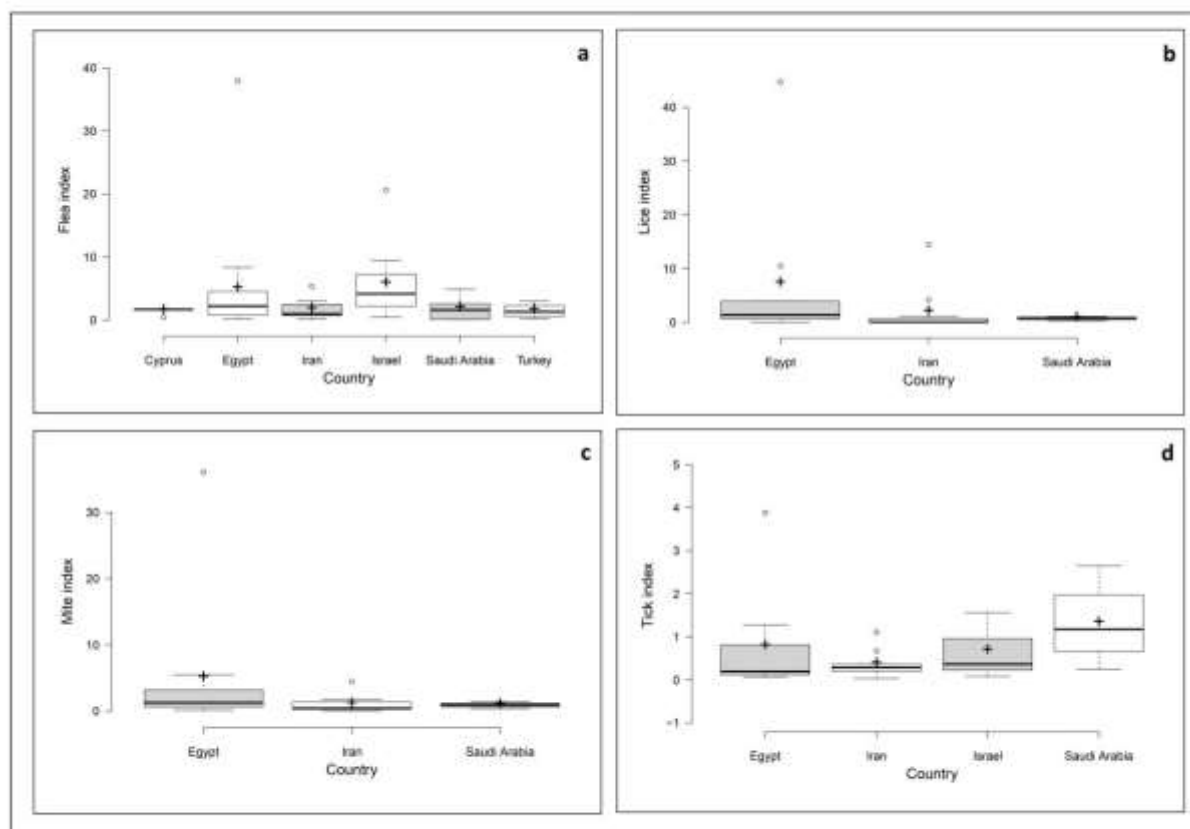 a
40
30
20
10
0
Flea index
Cyprus Egypt Iran Israel Saudi Arabia Turkey
Country
b
40
30
20
10
0
Lice index
Egypt Iran Saudi Arabia
Country
c
30
20
10
0
Mite index
Egypt Iran Saudi Arabia
Country
d
5
4
3
2
1
0
−1
Tick index
Egypt Iran Israel Saudi Arabia
Country